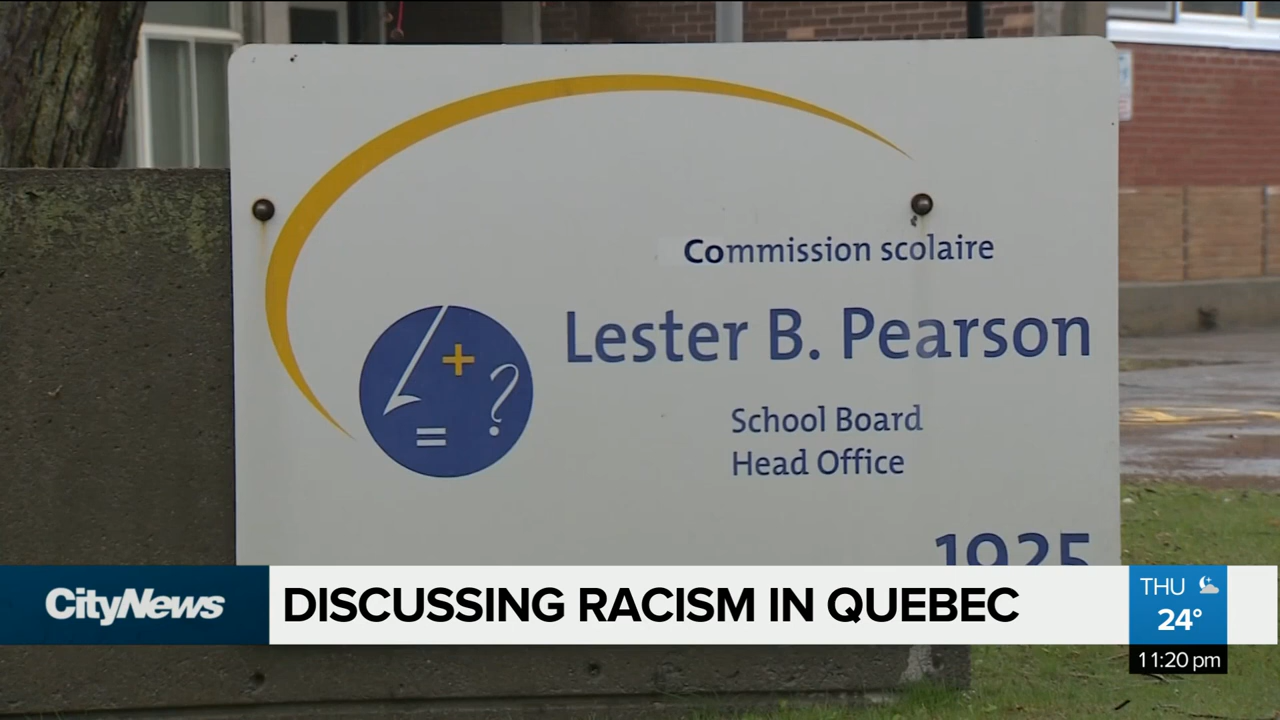 Commission scolaire
Lester B. Pearson
+
= ?
School Board
Head Office
1925
CityNews
DISCUSSING RACISM IN QUEBEC
THU
24°
11:20 pm